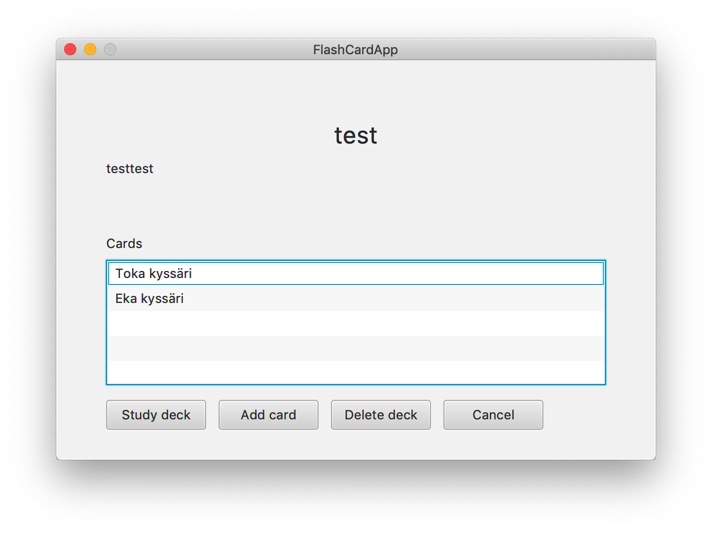 FlashCardApp
test
testtest
Cards
Toka kyssäri
Eka kyssäri
Study deck Add card Delete deck Cancel